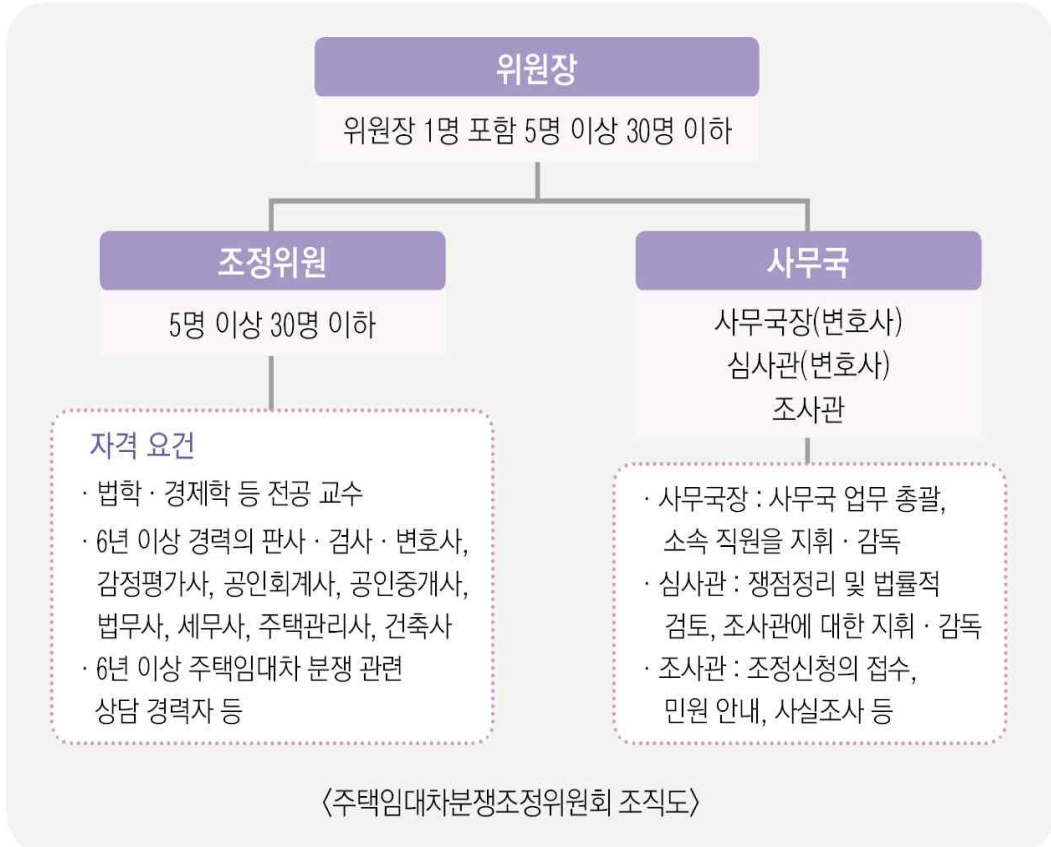 위원장
위원장 1명 포함 5명 이상 30명 이하
조정위원
5명 이상 30명 이하
자격 요건
· 법학 · 경제학 등 전공 교수
· 6년 이상 경력의 판사 · 검사 · 변호사,
감정평가사, 공인회계사, 공인중개사,
법무사, 세무사, 주택관리사, 건축사
· 6년 이상 주택임대차 분쟁 관련
상담 경력자 등
사무국
사무국장(변호사)
심사관(변호사)
조사관
· 사무국장 : 사무국 업무 총괄,
소속 직원을 지휘 · 감독
· 심사관 : 쟁점정리 및 법률적
검토, 조사관에 대한 지휘 · 감독
· 조사관 : 조정신청의 접수,
민원 안내, 사실조사 등
〈주택임대차분쟁조정위원회 조직도〉